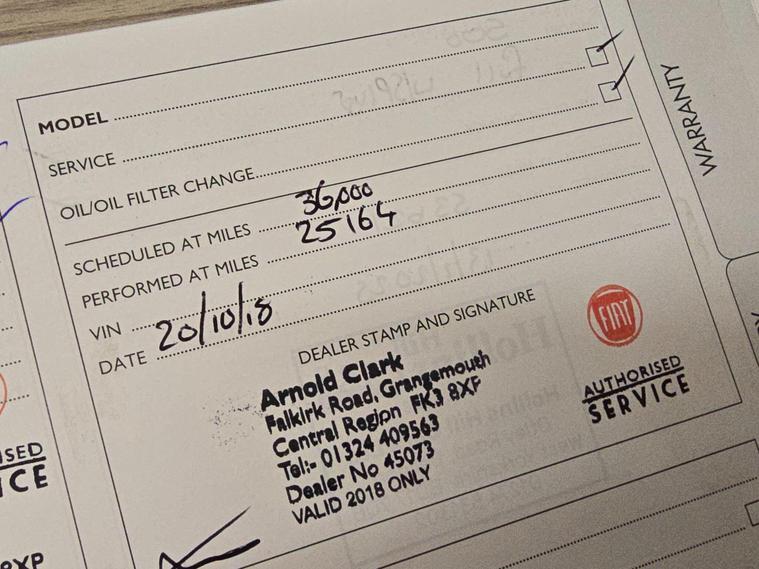 MODEL
SERVICE
OIL/OIL FILTER CHANGE
SCHEDULED AT MILES 36,000
PERFORMED AT MILES 25164
VIN
DATE 20/10/18
DEALER STAMP AND SIGNATURE
Arnold Clark
Falkirk Road, Grangemouth
Central Region FK3 8XF
Tel:- 01324 409563
Dealer No 45073
VALID 2018 ONLY
FIAT
AUTHORISED
SERVICE
WARRANTY
ISED
ICE